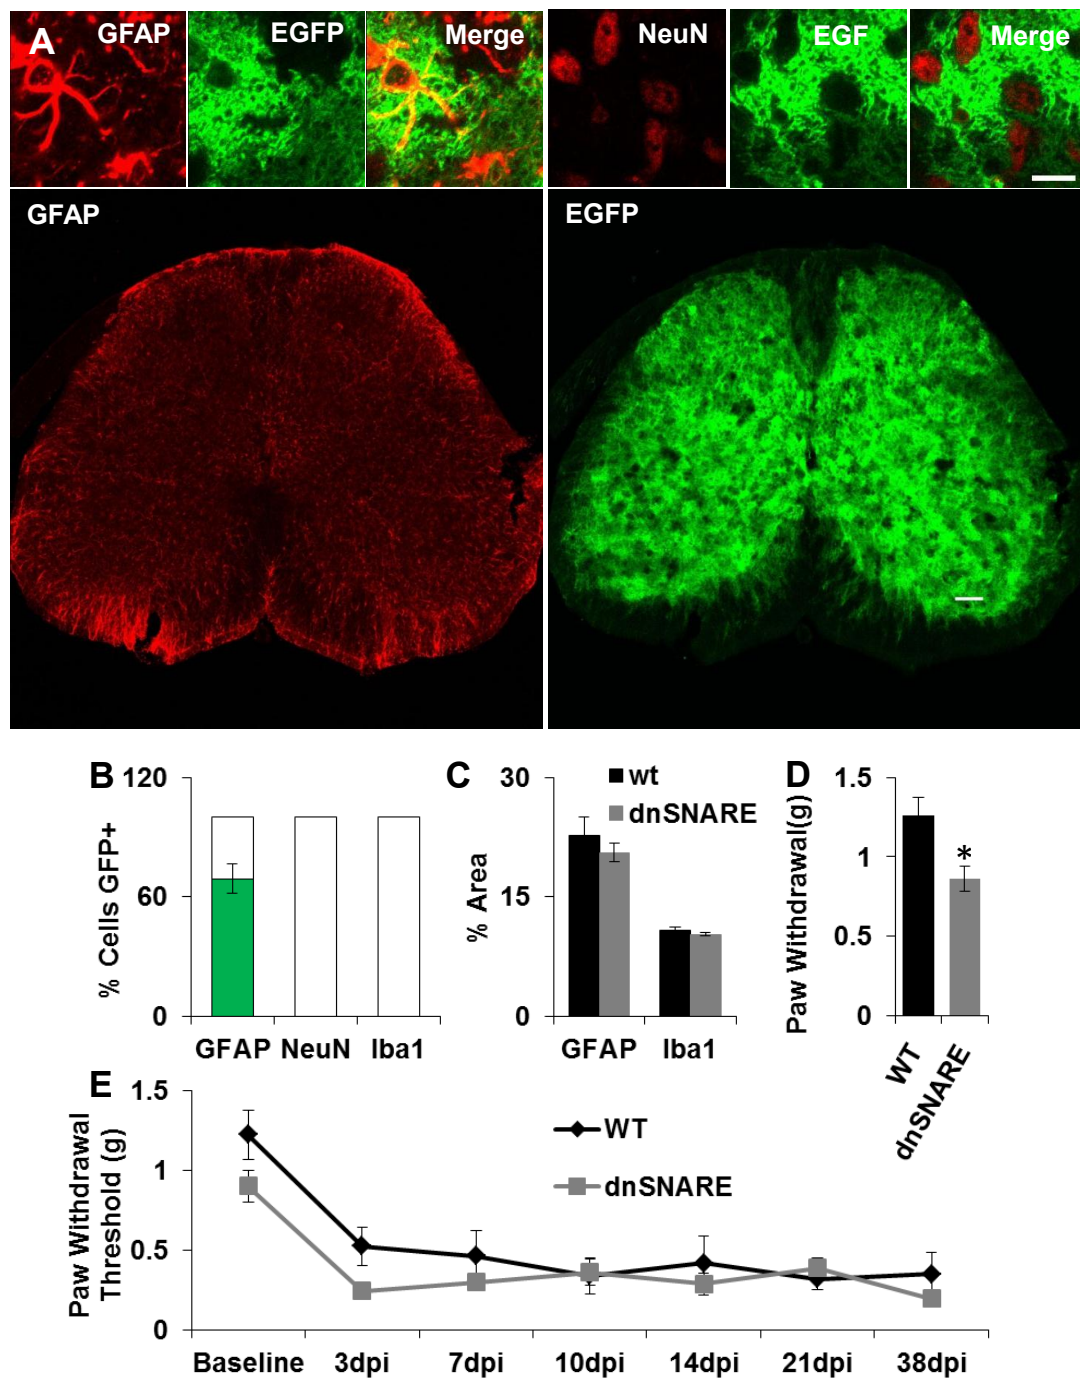 A GFAP EGFP Merge NeuN EGF Merge
GFAP EGFP
B
% Cells GFP+
120
60
0
GFAP NeuN Iba1
C
% Area
30
15
0
wt
dnSNARE
GFAP Iba1
D
Paw Withdrawal(g)
1.5
1
0.5
0
*
WT
dnSNARE
E
Paw Withdrawal
Threshold (g)
1.5
1
0.5
0
WT
dnSNARE
Baseline 3dpi 7dpi 10dpi 14dpi 21dpi 38dpi